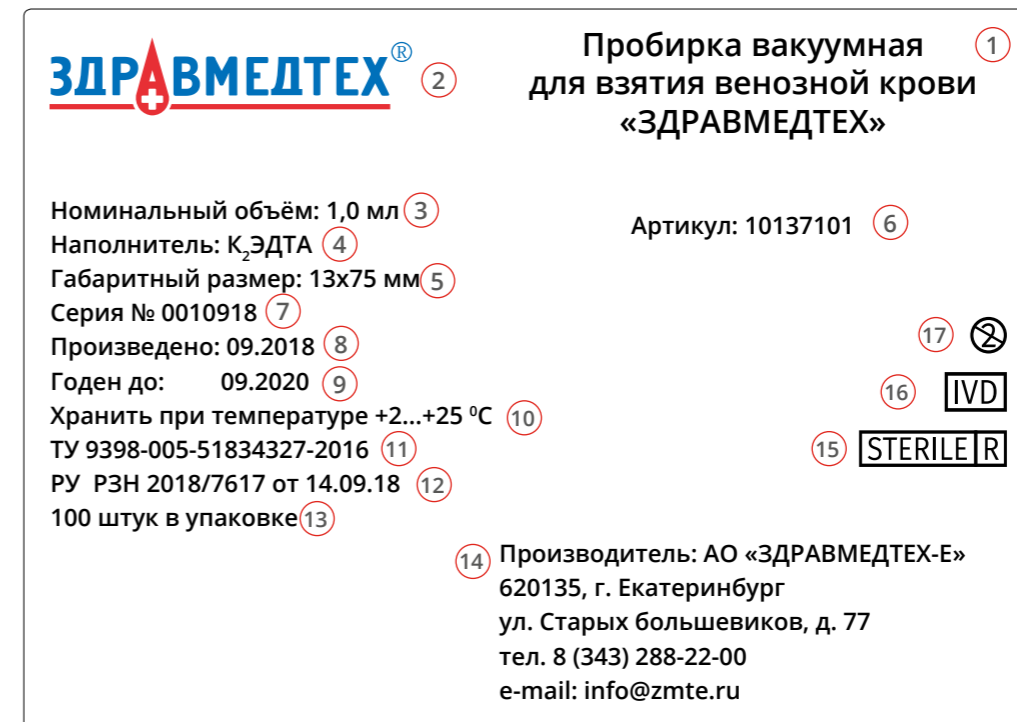 ЗДРАВМЕДТЕХ® 2
Пробирка вакуумная 1
для взятия венозной крови
«ЗДРАВМЕДТЕХ»
Номинальный объём: 1,0 мл 3
Наполнитель: К₂ЭДТА 4
Габаритный размер: 13х75 мм 5
Серия № 0010918 7
Произведено: 09.2018 8
Годен до: 09.2020 9
Хранить при температуре +2...+25 ⁰С 10
ТУ 9398-005-51834327-2016 11
РУ РЗН 2018/7617 от 14.09.18 12
100 штук в упаковке 13
Артикул: 10137101 6
17 2
16 IVD
15 STERILE R
14 Производитель: АО «ЗДРАВМЕДТЕХ-Е»
620135, г. Екатеринбург
ул. Старых большевиков, д. 77
тел. 8 (343) 288-22-00
e-mail: info@zmte.ru